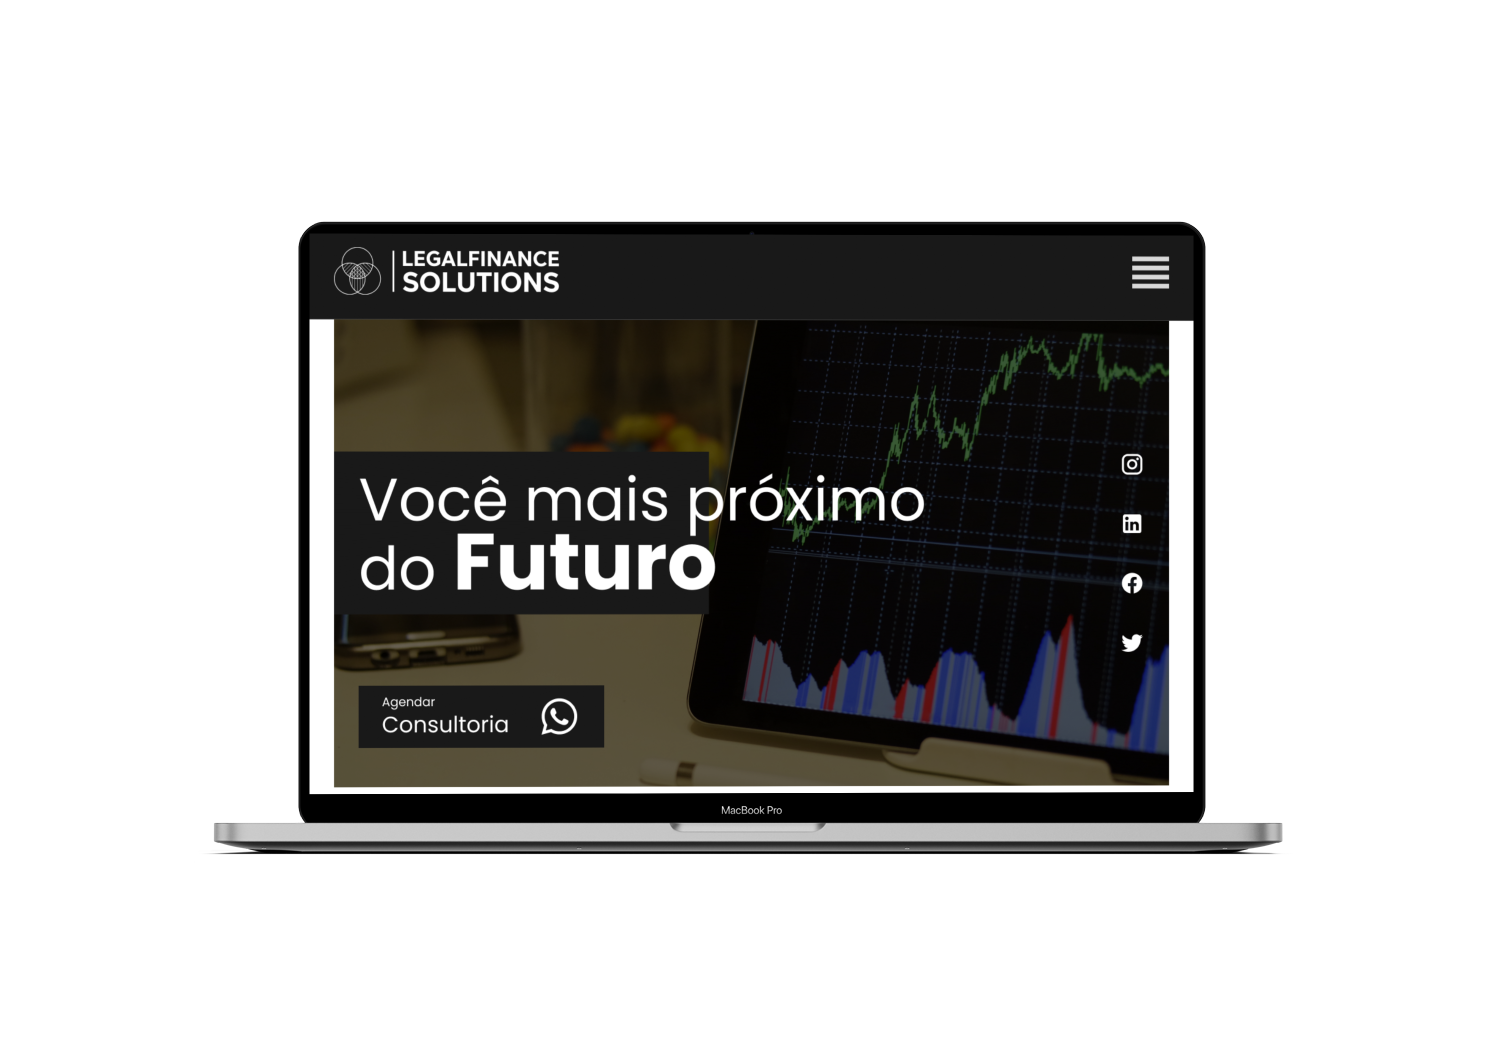 LEGALFINANCE
SOLUTIONS
Você mais próximo
do Futuro
Agendar
Consultoria
MacBook Pro